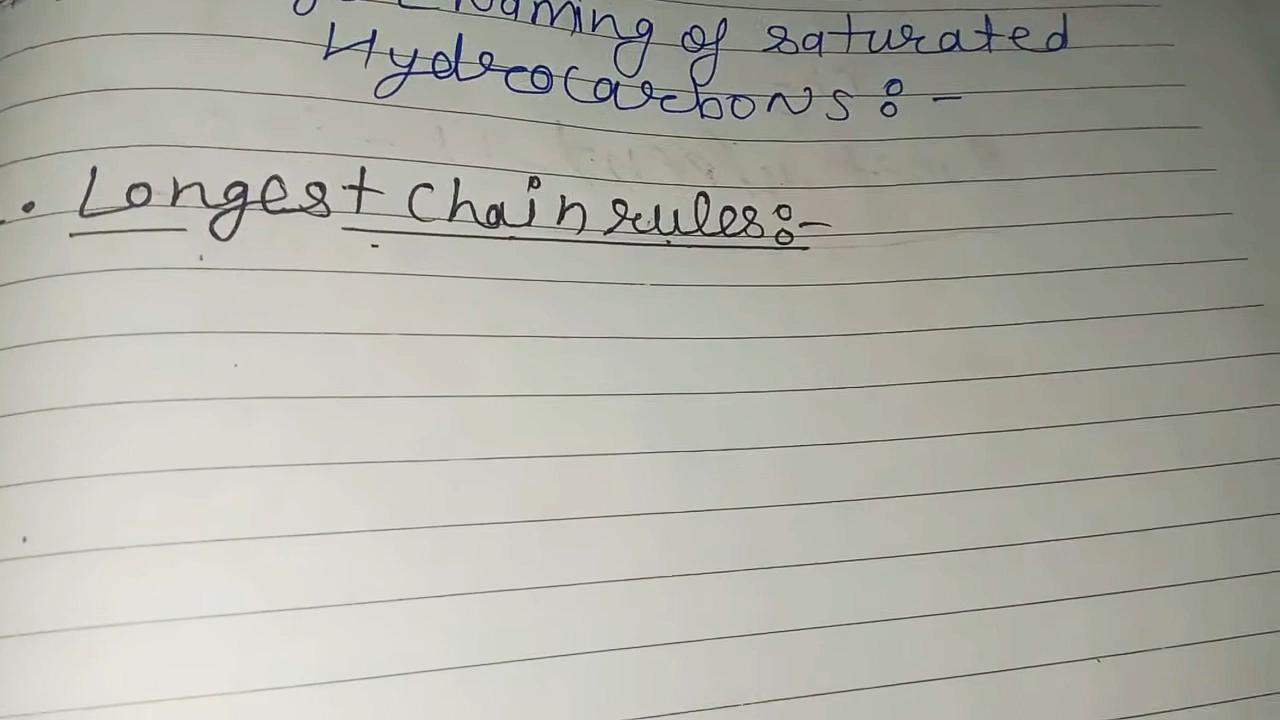 Naming of saturated
Hydrocarbons :-
. Longest chain rules:-